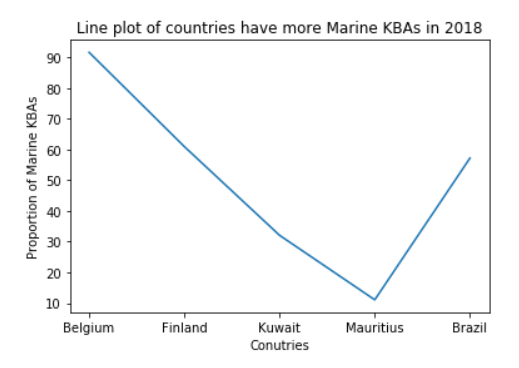 Line plot of countries have more Marine KBAs in 2018
Proportion of Marine KBAs
90
80
70
60
50
40
30
20
10
Belgium Finland Kuwait Mauritius Brazil
Conutries